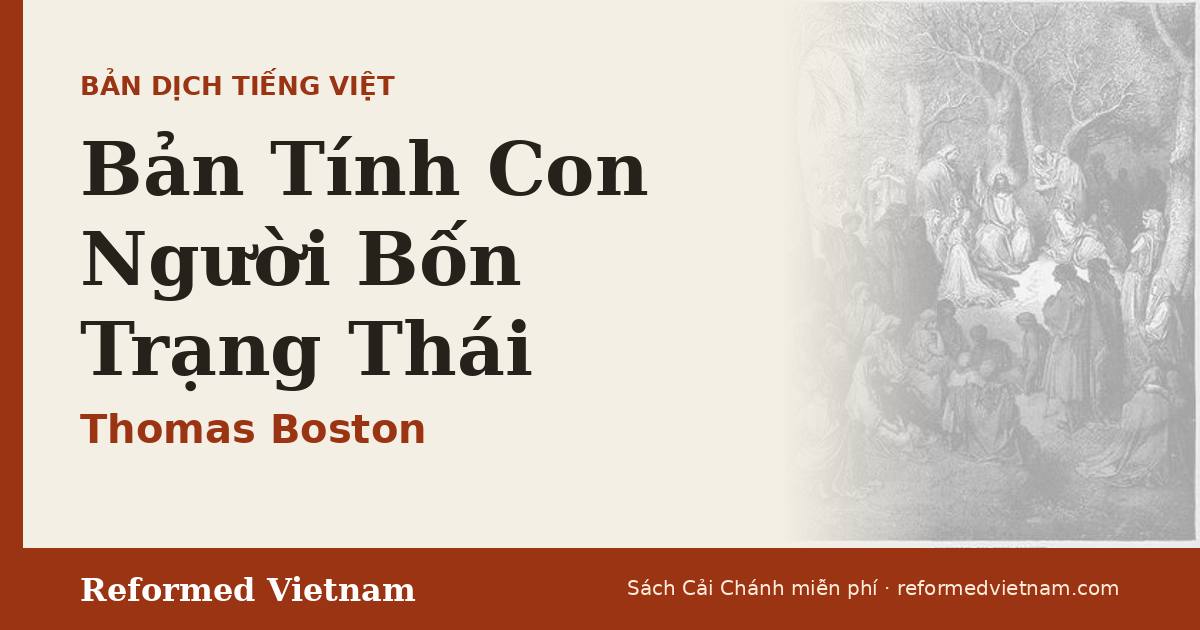 BẢN DỊCH TIẾNG VIỆT
Bản Tính Con
Người Bốn
Trạng Thái
Thomas Boston
Reformed Vietnam
Sách Cải Chánh miễn phí · reformedvietnam.com